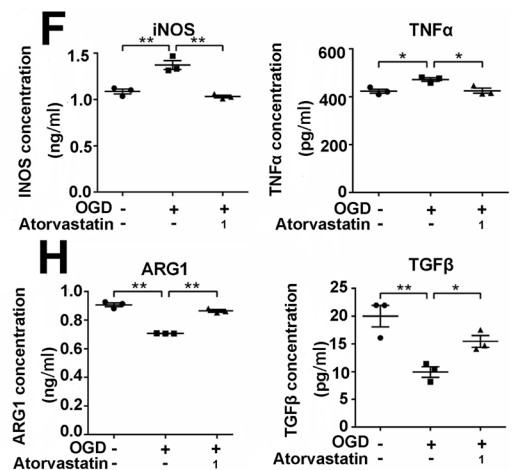 F
iNOS
** **
1.5
1.0
0.5
0.0
INOS concentration
(ng/ml)
OGD - + +
Atorvastatin - - 1
TNFα
* *
600
400
200
0
TNFα concentration
(pg/ml)
OGD - + +
Atorvastatin - - 1
H
ARG1
** **
1.0
0.8
0.6
0.4
0.2
0.0
ARG1 concentration
(ng/ml)
OGD - + +
Atorvastatin - - 1
TGFβ
** *
25
20
15
10
5
0
TGFβ concentration
(pg/ml)
OGD - + +
Atorvastatin - - 1